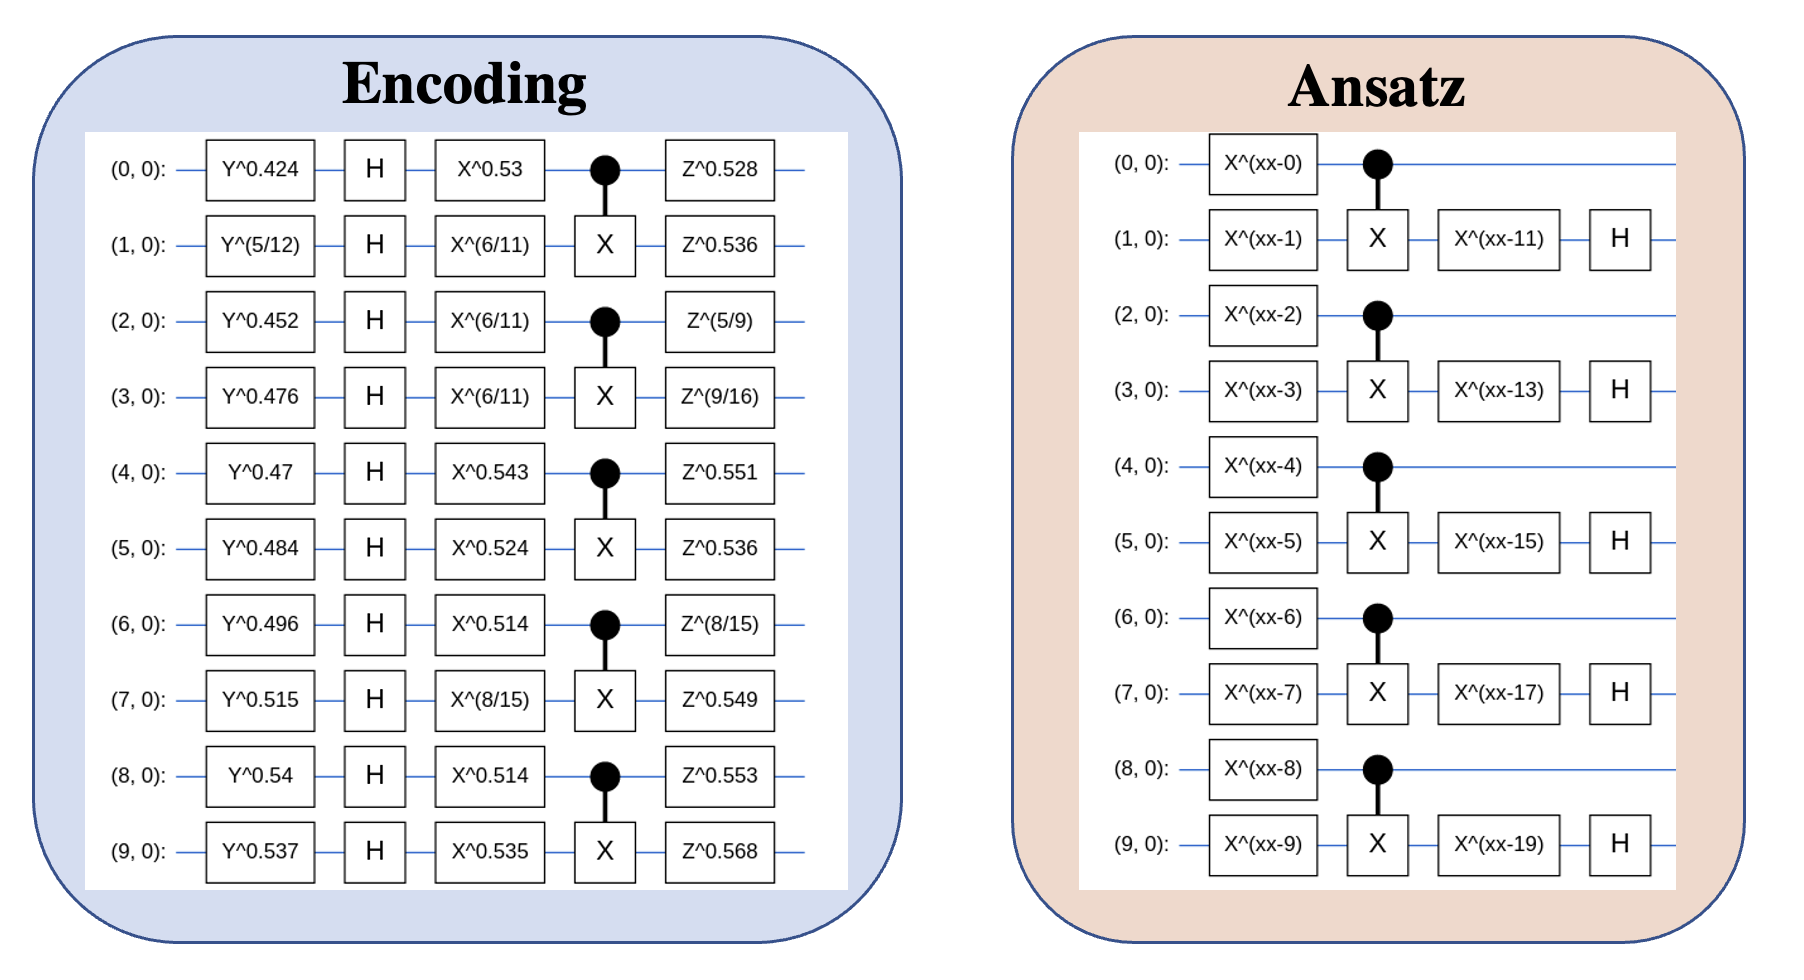 Encoding
(0, 0): Y^0.424 H X^0.53 Z^0.528
(1, 0): Y^(5/12) H X^(6/11) X Z^0.536
(2, 0): Y^0.452 H X^(6/11) Z^(5/9)
(3, 0): Y^0.476 H X^(6/11) X Z^(9/16)
(4, 0): Y^0.47 H X^0.543 Z^0.551
(5, 0): Y^0.484 H X^0.524 X Z^0.536
(6, 0): Y^0.496 H X^0.514 Z^(8/15)
(7, 0): Y^0.515 H X^(8/15) X Z^0.549
(8, 0): Y^0.54 H X^0.514 Z^0.553
(9, 0): Y^0.537 H X^0.535 X Z^0.568
Ansatz
(0, 0): X^(xx-0)
(1, 0): X^(xx-1) X X^(xx-11) H
(2, 0): X^(xx-2)
(3, 0): X^(xx-3) X X^(xx-13) H
(4, 0): X^(xx-4)
(5, 0): X^(xx-5) X X^(xx-15) H
(6, 0): X^(xx-6)
(7, 0): X^(xx-7) X X^(xx-17) H
(8, 0): X^(xx-8)
(9, 0): X^(xx-9) X X^(xx-19) H